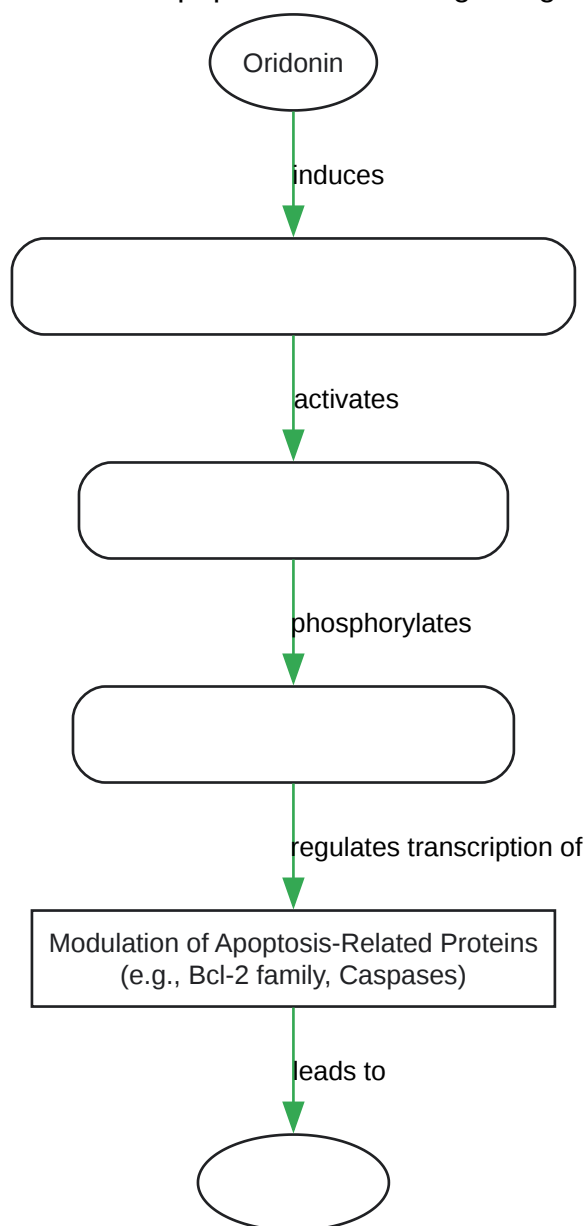 Oridonin
induces
activates
phosphorylates
regulates transcription of
Modulation of Apoptosis-Related Proteins
(e.g., Bcl-2 family, Caspases)
leads to